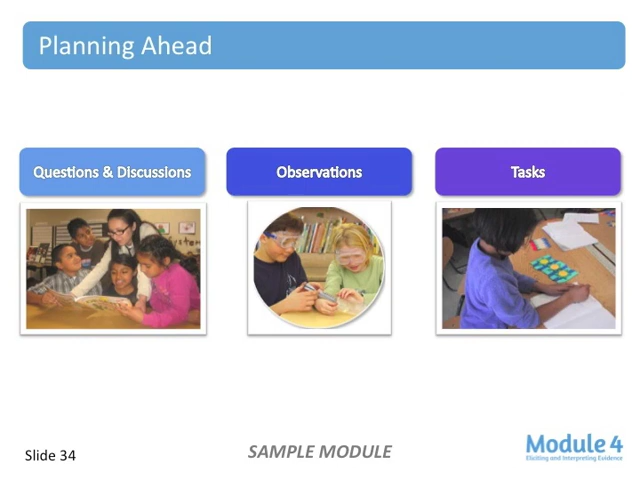 Planning Ahead
Questions & Discussions
Observations
Tasks
Slide 34
SAMPLE MODULE
Module 4
Eliciting and Interpreting Evidence